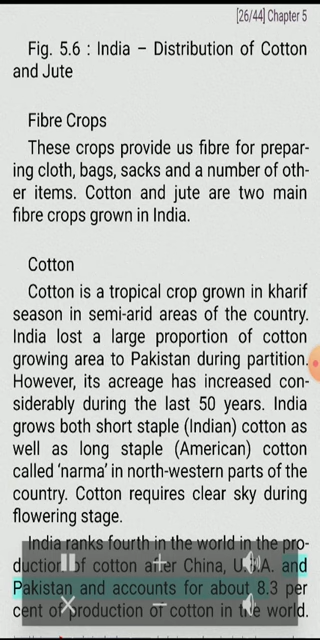 [26/44] Chapter 5
Fig. 5.6 : India – Distribution of Cotton
and Jute
Fibre Crops
These crops provide us fibre for prepar-
ing cloth, bags, sacks and a number of oth-
er items. Cotton and jute are two main
fibre crops grown in India.
Cotton
Cotton is a tropical crop grown in kharif
season in semi-arid areas of the country.
India lost a large proportion of cotton
growing area to Pakistan during partition.
However, its acreage has increased con-
siderably during the last 50 years. India
grows both short staple (Indian) cotton as
well as long staple (American) cotton
called ‘narma’ in north-western parts of the
country. Cotton requires clear sky during
flowering stage.
India ranks fourth in the world in the pro-
duction of cotton after China, U.S.A. and
Pakistan and accounts for about 8.3 per
cent of production of cotton in the world.